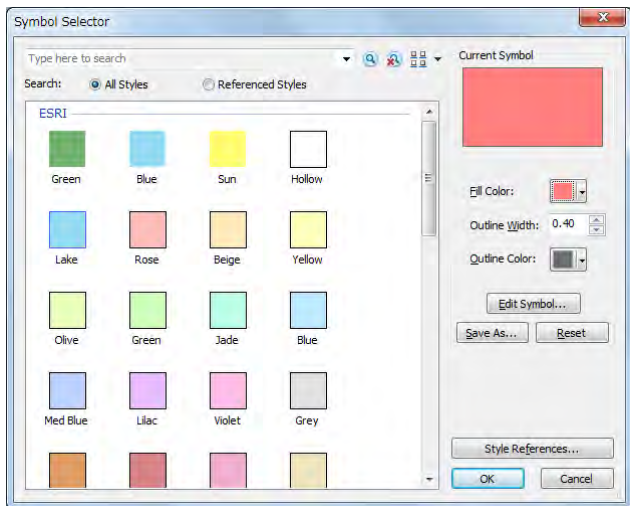 Symbol Selector
Type here to search
Search: All Styles Referenced Styles
ESRI
Green Blue Sun Hollow
Lake Rose Beige Yellow
Olive Green Jade Blue
Med Blue Lilac Violet Grey
Current Symbol
Fill Color:
Outline Width: 0.40
Outline Color:
Edit Symbol...
Save As... Reset
Style References...
OK Cancel